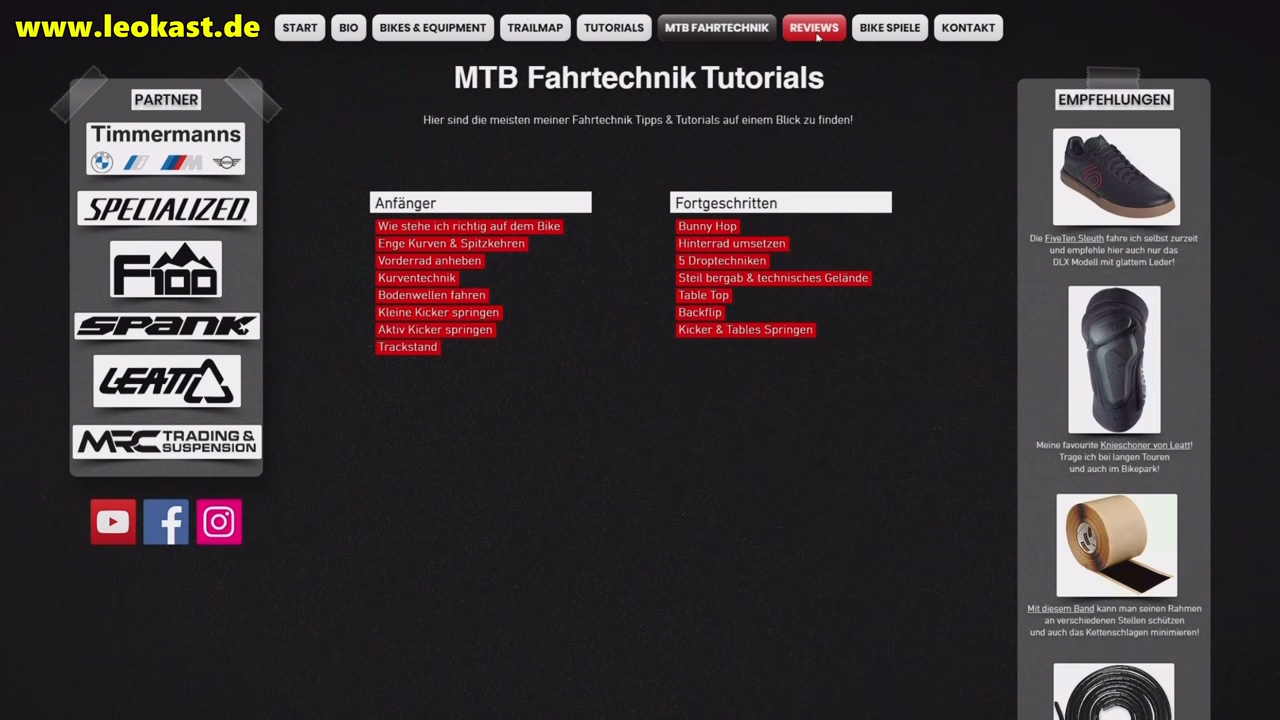 www.leokast.de
START
BIO
BIKES & EQUIPMENT
TRAILMAP
TUTORIALS
MTB FAHRTECHNIK
REVIEWS
BIKE SPIELE
KONTAKT
MTB Fahrtechnik Tutorials
Hier sind die meisten meiner Fahrtechnik Tipps & Tutorials auf einem Blick zu finden!
PARTNER
Timmermanns
SPECIALIZED
F100
SPANK
LEATT
MRC TRADING &
SUSPENSION
Anfänger
Wie stehe ich richtig auf dem Bike
Enge Kurven & Spitzkehren
Vorderrad anheben
Kurventechnik
Bodenwellen fahren
Kleine Kicker springen
Aktiv Kicker springen
Trackstand
Fortgeschritten
Bunny Hop
Hinterrad umsetzen
5 Droptechniken
Steil bergab & technisches Gelände
Table Top
Backflip
Kicker & Tables Springen
EMPFEHLUNGEN
Die FiveTen Sleuth fahre ich selbst zurzeit
und empfehle hier auch nur das
DLX Modell mit glattem Leder!
Meine favourite Knieschoner von Leatt!
Trage ich bei langen Touren
und auch im Bikepark!
Mit diesem Band kann man seinen Rahmen
an verschiedenen Stellen schützen
und auch das Kettenschlagen minimieren!